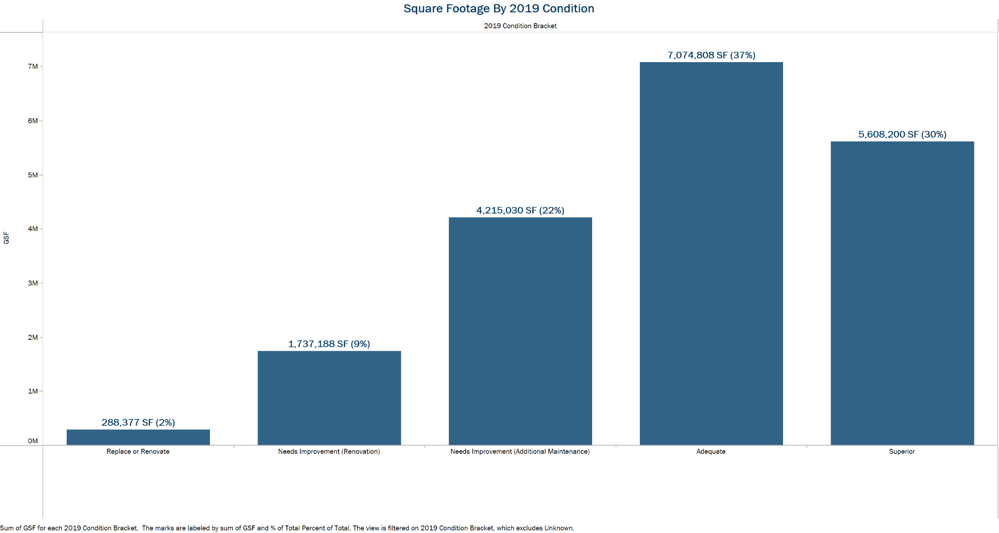 Square Footage By 2019 Condition
2019 Condition Bracket
7,074,808 SF (37%)
7M
6M
5,608,200 SF (30%)
5M
4,215,030 SF (22%)
4M
GSF
3M
2M
1,737,188 SF (9%)
1M
288,377 SF (2%)
0M
Replace or Renovate
Needs Improvement (Renovation)
Needs Improvement (Additional Maintenance)
Adequate
Superior
Sum of GSF for each 2019 Condition Bracket.  The marks are labeled by sum of GSF and % of Total Percent of Total. The view is filtered on 2019 Condition Bracket, which excludes Unknown.